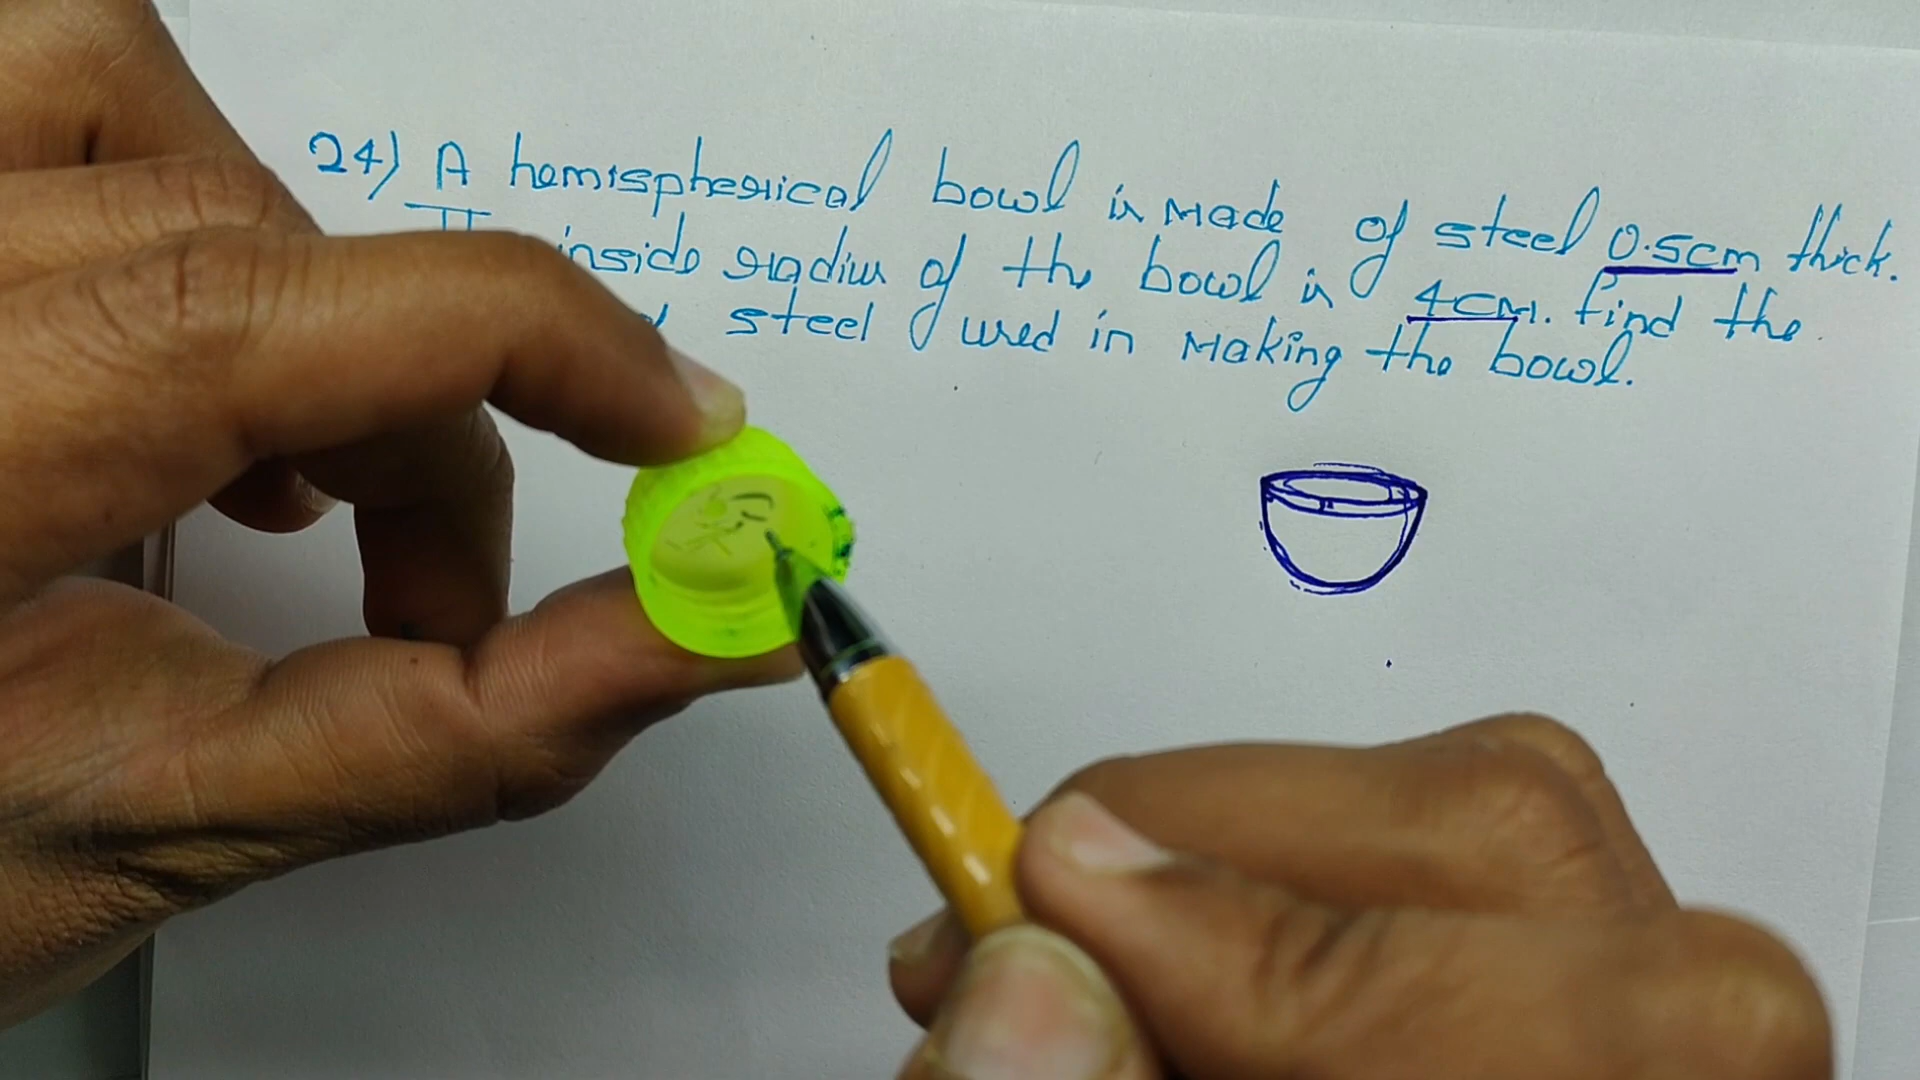 24) A hemispherical bowl is made of steel 0.5cm thick.
inside radius of the bowl is 4cm. find the
steel used in making the bowl.